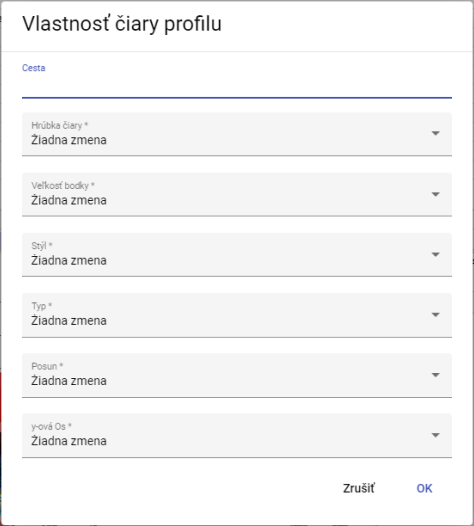 Vlastnosť čiary profilu
Cesta
Hrúbka čiary *
Žiadna zmena
Veľkosť bodky *
Žiadna zmena
Štýl *
Žiadna zmena
Typ *
Žiadna zmena
Posun *
Žiadna zmena
y-ová Os *
Žiadna zmena
Zrušiť OK